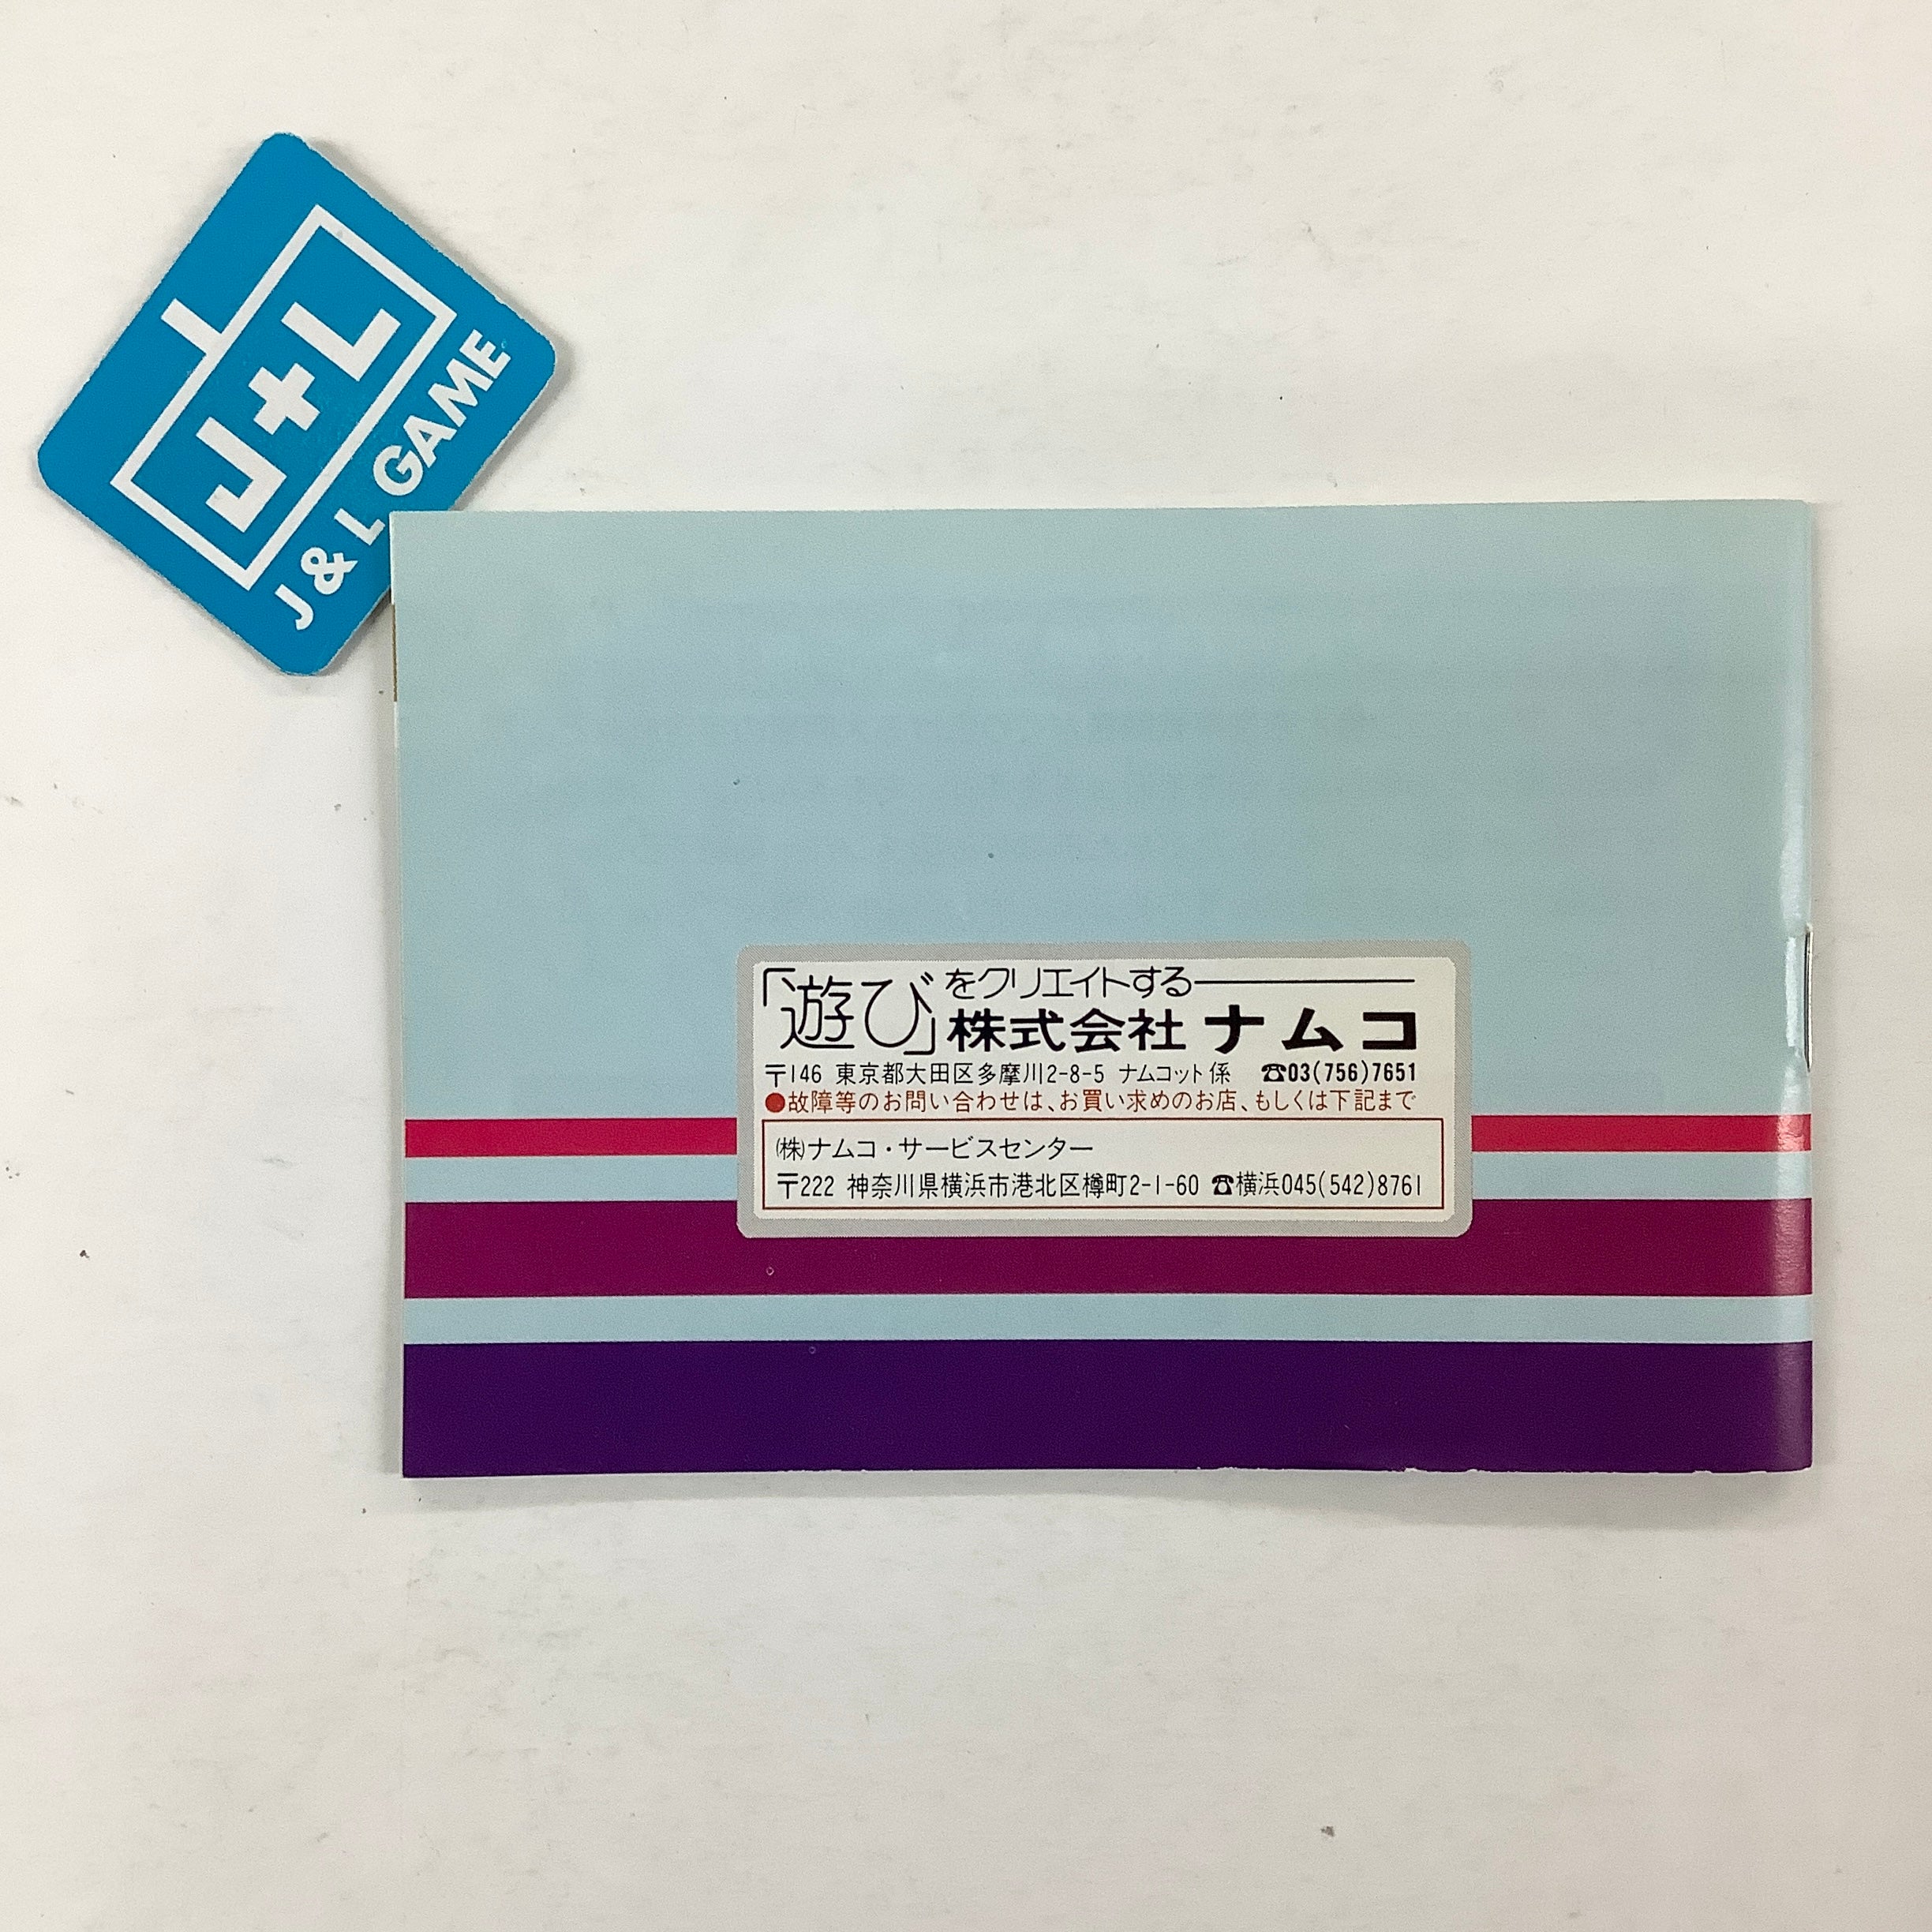 J+L
J & L GAME
「遊び」をクリエイトする
株式会社 ナムコ
〒146 東京都大田区多摩川2-8-5 ナムコット係 ☎03(756)7651
●故障等のお問い合わせは、お買い求めのお店、もしくは下記まで
㈱ナムコ・サービスセンター
〒222 神奈川県横浜市港北区樽町2-1-60 ☎横浜045(542)8761